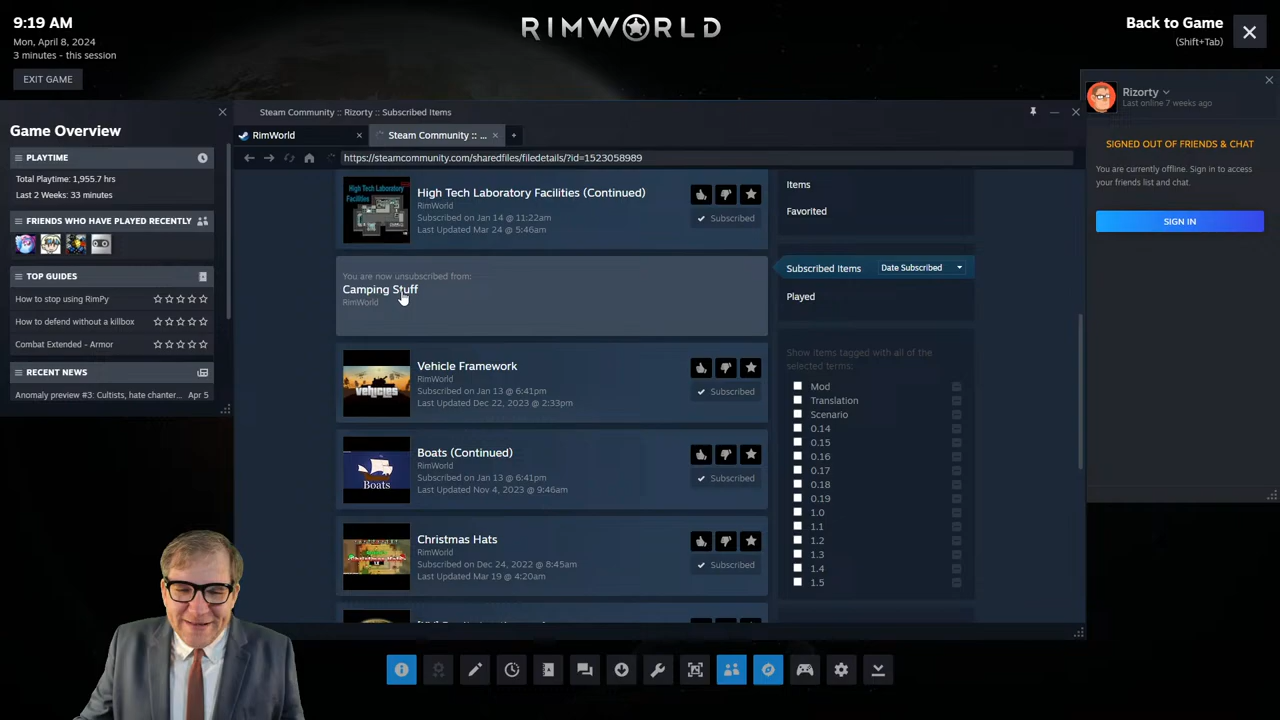 9:19 AM
Mon, April 8, 2024
3 minutes - this session
EXIT GAME
RIMWORLD
Back to Game
(Shift+Tab)
Game Overview
PLAYTIME
Total Playtime: 1,955.7 hrs
Last 2 Weeks: 33 minutes
FRIENDS WHO HAVE PLAYED RECENTLY
TOP GUIDES
How to stop using RimPy
How to defend without a killbox
Combat Extended - Armor
RECENT NEWS
Anomaly preview #3: Cultists, hate chanter... Apr 5
Steam Community :: Rizorty :: Subscribed Items
RimWorld
Steam Community :: ...
https://steamcommunity.com/sharedfiles/filedetails/?id=1523058989
High Tech Laboratory Facilities
High Tech Laboratory Facilities (Continued)
RimWorld
Subscribed on Jan 14 @ 11:22am
Last Updated Mar 24 @ 5:46am
Subscribed
You are now unsubscribed from:
Camping Stuff
RimWorld
VEHICLES
Vehicle Framework
RimWorld
Subscribed on Jan 13 @ 6:41pm
Last Updated Dec 22, 2023 @ 2:33pm
Subscribed
Boats
Boats (Continued)
RimWorld
Subscribed on Jan 13 @ 6:41pm
Last Updated Nov 4, 2023 @ 9:46am
Subscribed
Christmas Hats
RimWorld
Subscribed on Dec 24, 2022 @ 8:45am
Last Updated Mar 19 @ 4:20am
Subscribed
Items
Favorited
Subscribed Items
Date Subscribed
Played
Show items tagged with all of the
selected terms:
Mod
Translation
Scenario
0.14
0.15
0.16
0.17
0.18
0.19
1.0
1.1
1.2
1.3
1.4
1.5
Rizorty
Last online 7 weeks ago
SIGNED OUT OF FRIENDS & CHAT
You are currently offline. Sign in to access
your friends list and chat.
SIGN IN